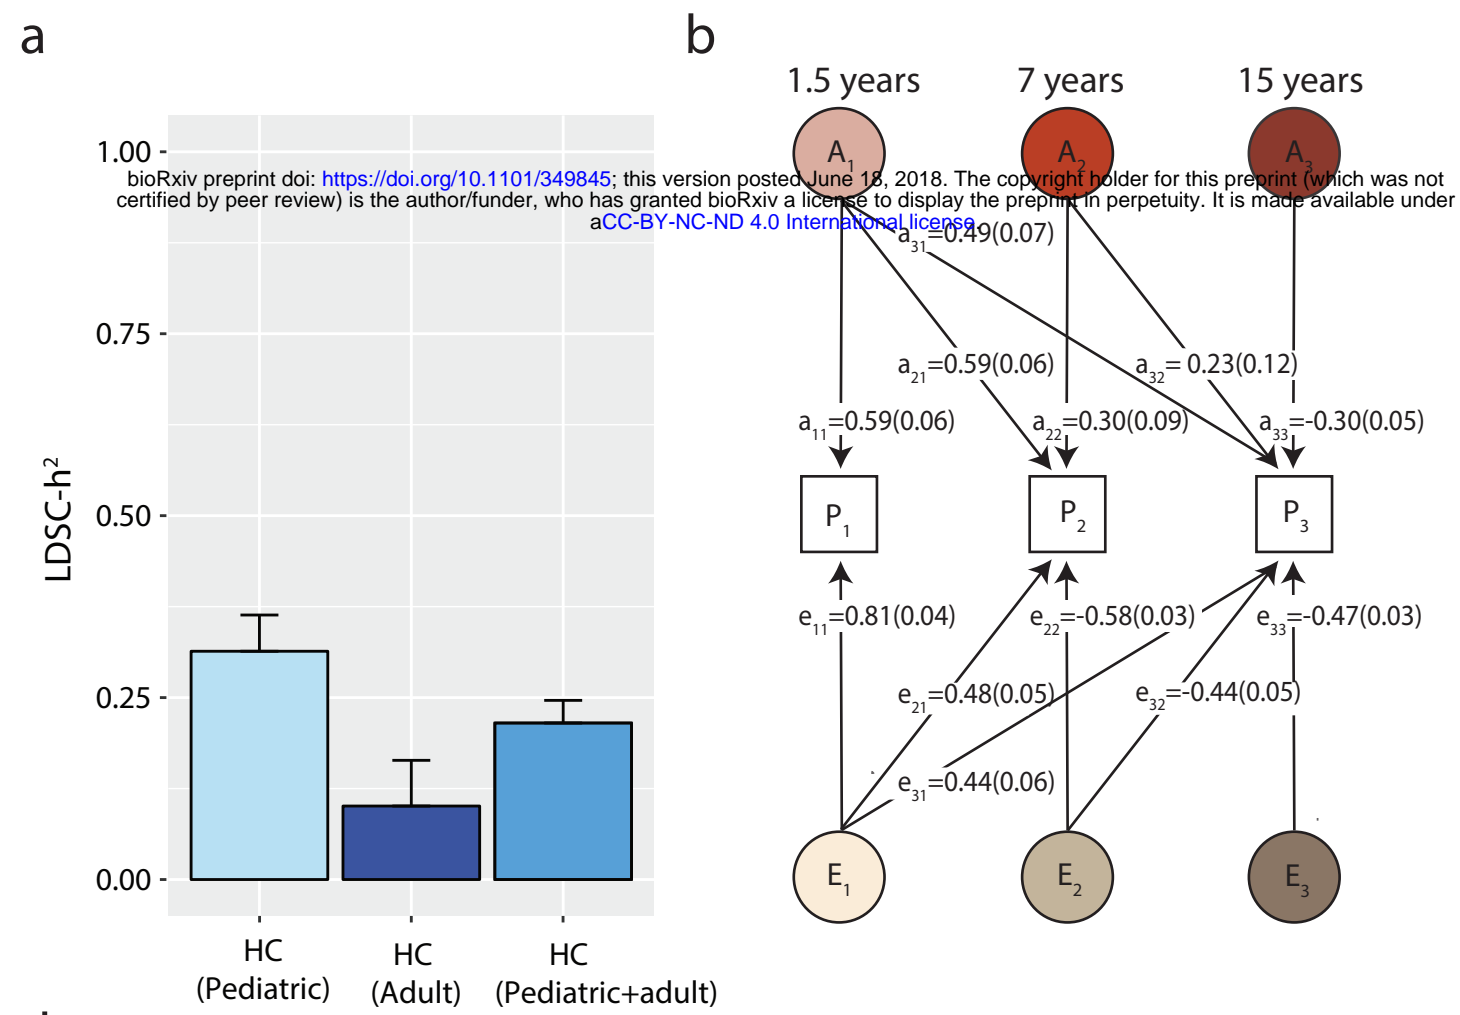 a
b
1.5 years
7 years
15 years
A1
A2
A3
bioRxiv preprint doi: https://doi.org/10.1101/349845; this version posted June 18, 2018. The copyright holder for this preprint (which was not
certified by peer review) is the author/funder, who has granted bioRxiv a license to display the preprint in perpetuity. It is made available under
aCC-BY-NC-ND 4.0 International license.
LDSC-h²
1.00
0.75
0.50
0.25
0.00
HC
(Pediatric)
HC
(Adult)
HC
(Pediatric+adult)
a31=0.49(0.07)
a21=0.59(0.06)
a32= 0.23(0.12)
a11=0.59(0.06)
a22=0.30(0.09)
a33=-0.30(0.05)
P1
P2
P3
e11=0.81(0.04)
e22=-0.58(0.03)
e33=-0.47(0.03)
e21=0.48(0.05)
e32=-0.44(0.05)
e31=0.44(0.06)
E1
E2
E3